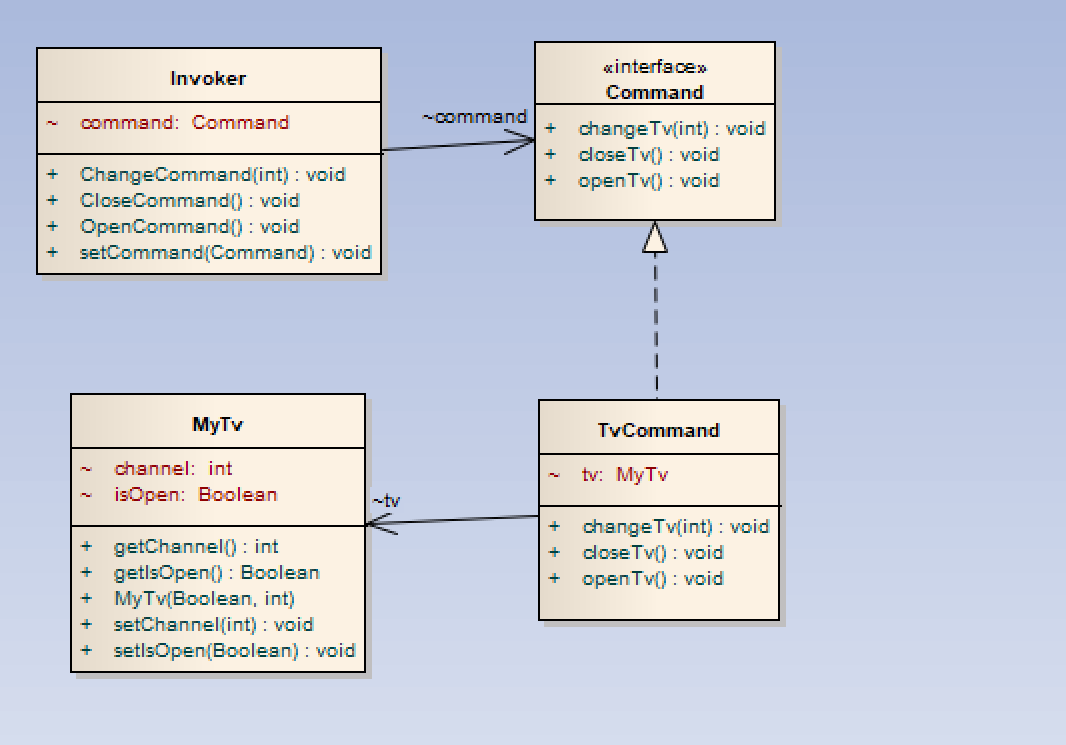 Invoker
~ command: Command
+ ChangeCommand(int) : void
+ CloseCommand() : void
+ OpenCommand() : void
+ setCommand(Command) : void
~command
«interface»
Command
+ changeTv(int) : void
+ closeTv() : void
+ openTv() : void
MyTv
~ channel: int
~ isOpen: Boolean
+ getChannel() : int
+ getIsOpen() : Boolean
+ MyTv(Boolean, int)
+ setChannel(int) : void
+ setIsOpen(Boolean) : void
~tv
TvCommand
~ tv: MyTv
+ changeTv(int) : void
+ closeTv() : void
+ openTv() : void